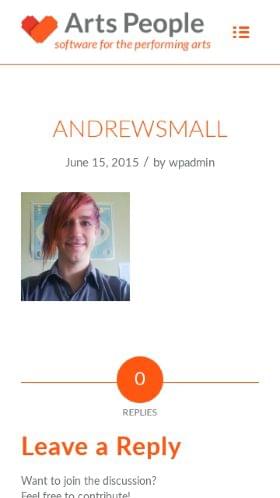 Arts People
software for the performing arts
ANDREWSMALL
June 15, 2015 / by wpadmin
0
REPLIES
Leave a Reply
Want to join the discussion?
Feel free to contribute!